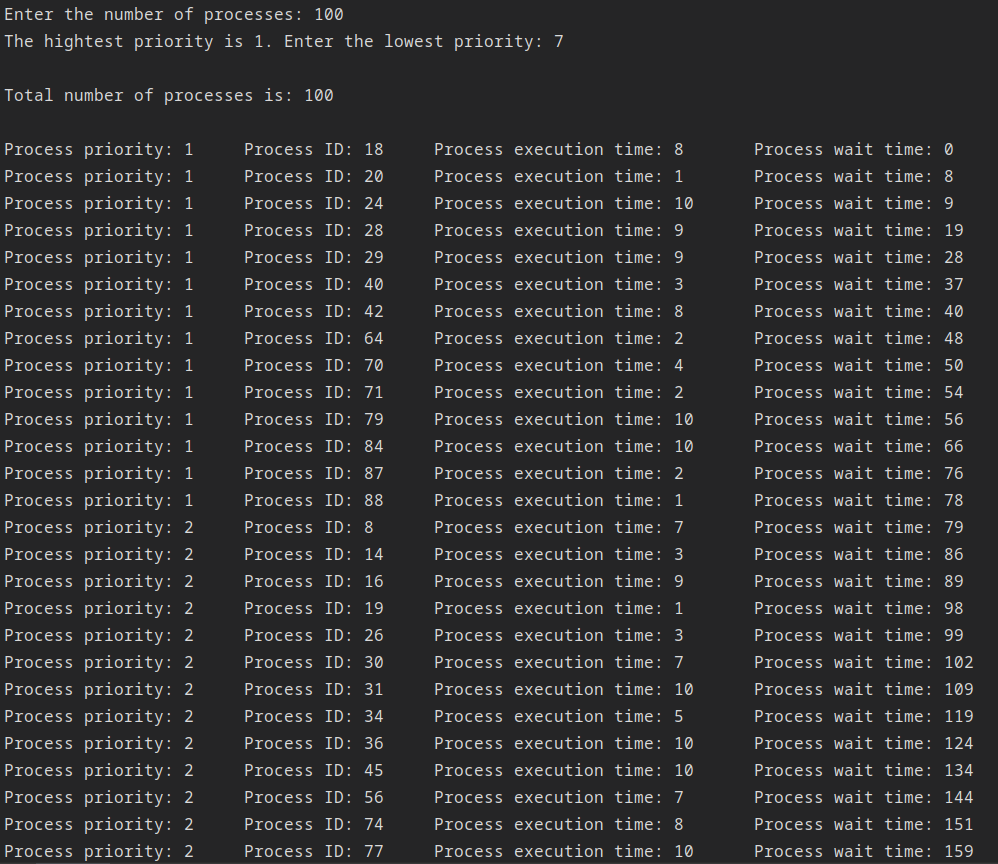 Enter the number of processes: 100
The highest priority is 1. Enter the lowest priority: 7
Total number of processes is: 100
Process priority: 1 Process ID: 18 Process execution time: 8 Process wait time: 0
Process priority: 1 Process ID: 20 Process execution time: 1 Process wait time: 8
Process priority: 1 Process ID: 24 Process execution time: 10 Process wait time: 9
Process priority: 1 Process ID: 28 Process execution time: 9 Process wait time: 19
Process priority: 1 Process ID: 29 Process execution time: 9 Process wait time: 28
Process priority: 1 Process ID: 40 Process execution time: 3 Process wait time: 37
Process priority: 1 Process ID: 42 Process execution time: 8 Process wait time: 40
Process priority: 1 Process ID: 64 Process execution time: 2 Process wait time: 48
Process priority: 1 Process ID: 70 Process execution time: 4 Process wait time: 50
Process priority: 1 Process ID: 71 Process execution time: 2 Process wait time: 54
Process priority: 1 Process ID: 79 Process execution time: 10 Process wait time: 56
Process priority: 1 Process ID: 84 Process execution time: 10 Process wait time: 66
Process priority: 1 Process ID: 87 Process execution time: 2 Process wait time: 76
Process priority: 1 Process ID: 88 Process execution time: 1 Process wait time: 78
Process priority: 2 Process ID: 8 Process execution time: 7 Process wait time: 79
Process priority: 2 Process ID: 14 Process execution time: 3 Process wait time: 86
Process priority: 2 Process ID: 16 Process execution time: 9 Process wait time: 89
Process priority: 2 Process ID: 19 Process execution time: 1 Process wait time: 98
Process priority: 2 Process ID: 26 Process execution time: 3 Process wait time: 99
Process priority: 2 Process ID: 30 Process execution time: 7 Process wait time: 102
Process priority: 2 Process ID: 31 Process execution time: 10 Process wait time: 109
Process priority: 2 Process ID: 34 Process execution time: 5 Process wait time: 119
Process priority: 2 Process ID: 36 Process execution time: 10 Process wait time: 124
Process priority: 2 Process ID: 45 Process execution time: 10 Process wait time: 134
Process priority: 2 Process ID: 56 Process execution time: 7 Process wait time: 144
Process priority: 2 Process ID: 74 Process execution time: 8 Process wait time: 151
Process priority: 2 Process ID: 77 Process execution time: 10 Process wait time: 159